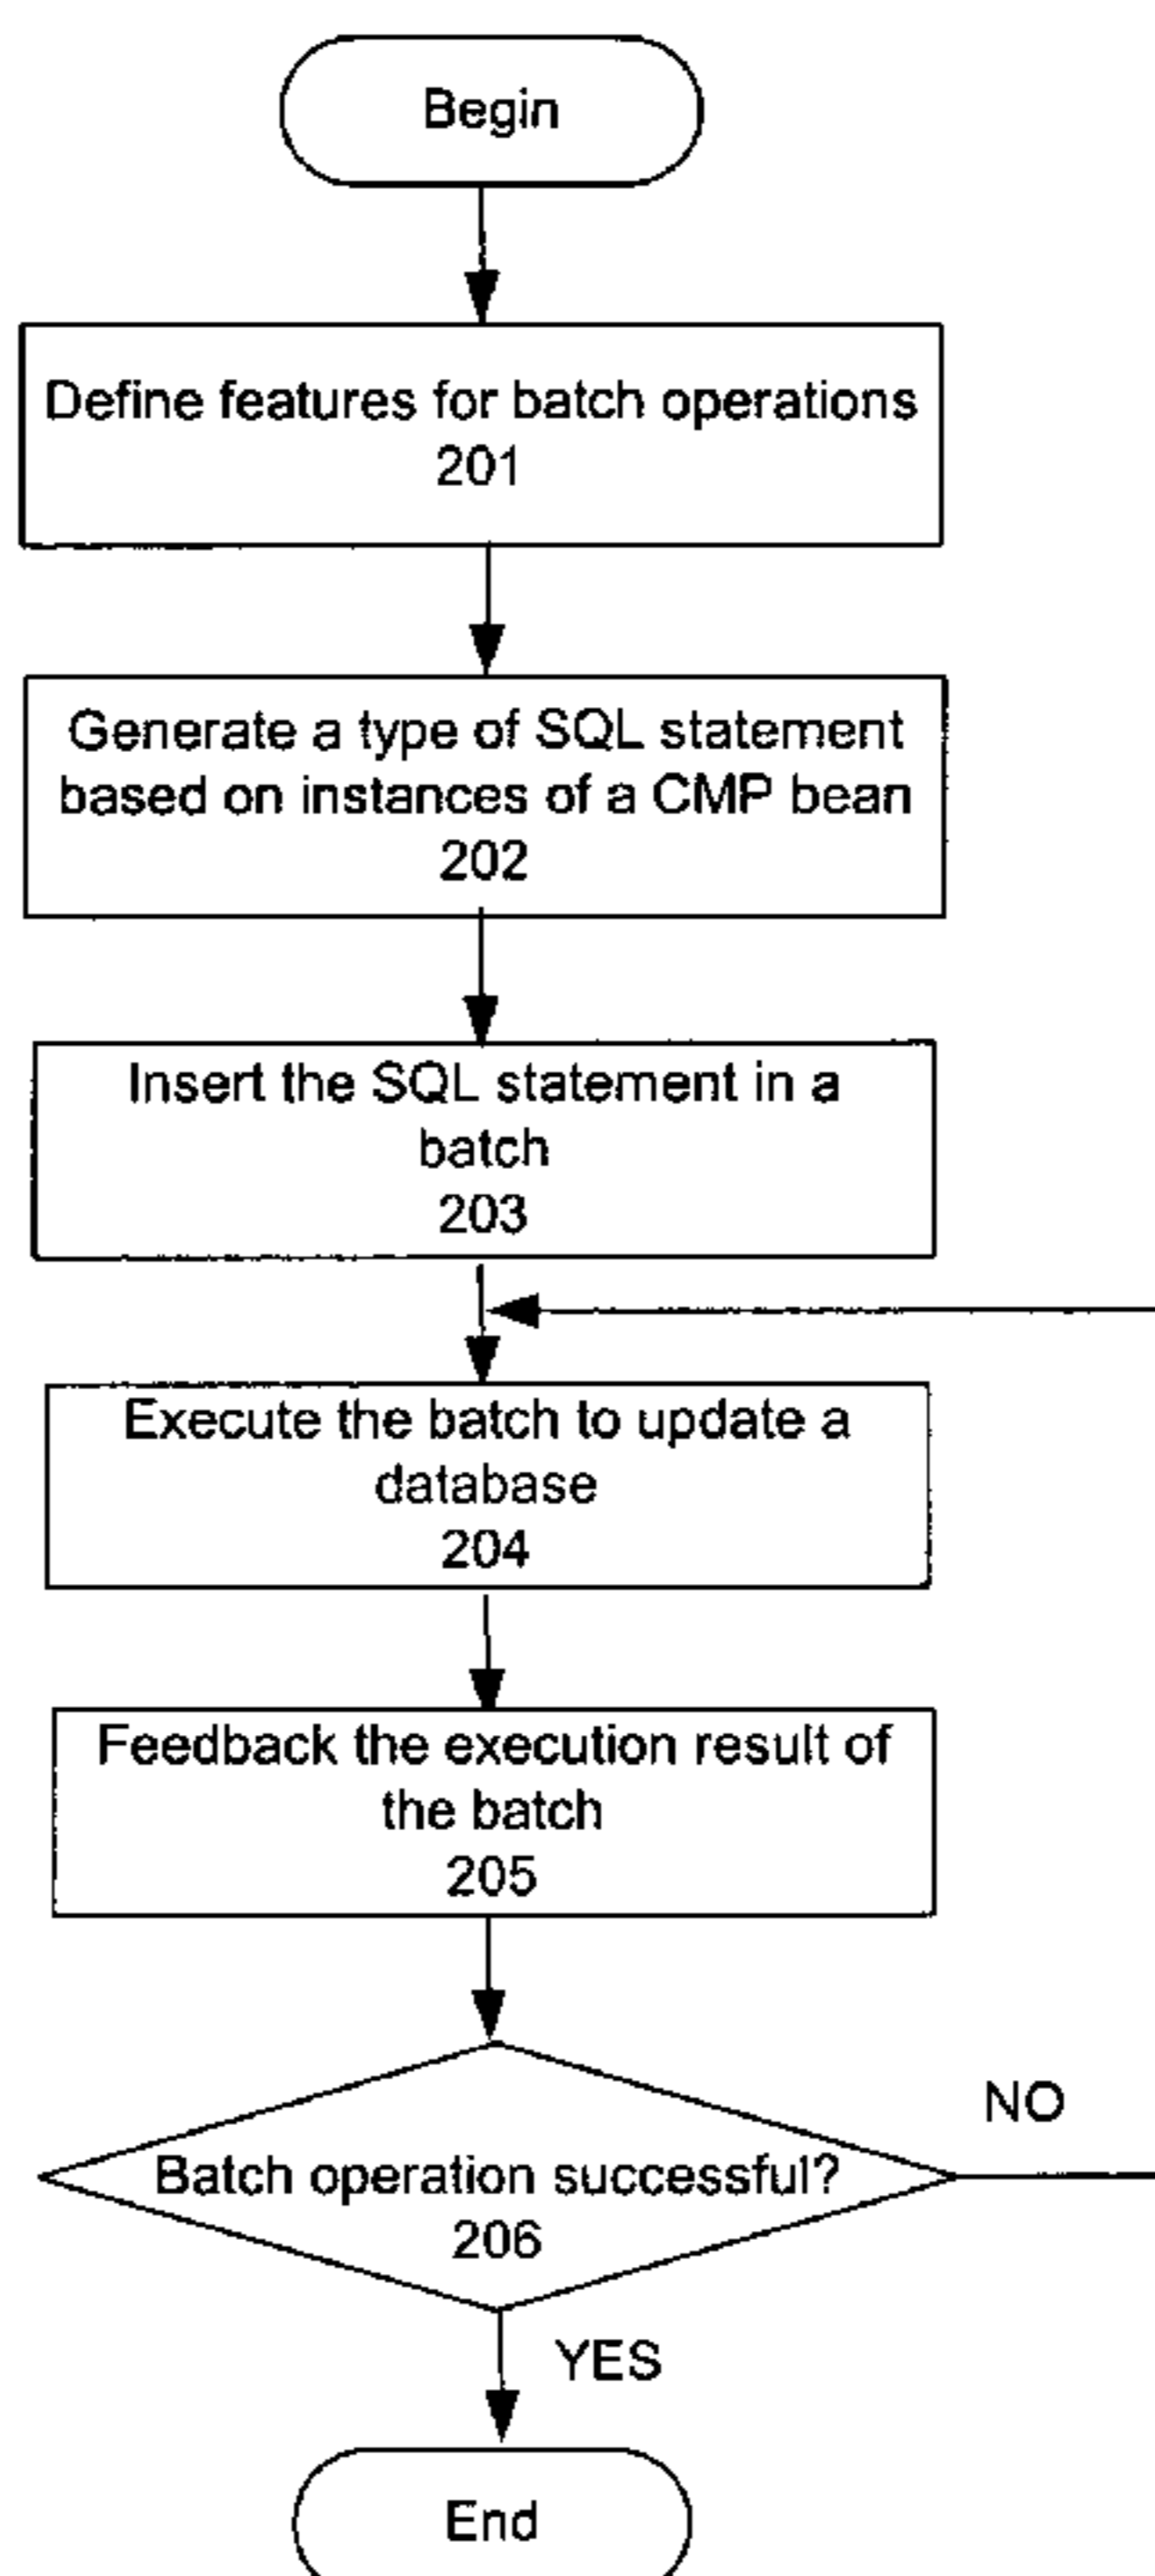 Begin
Define features for batch operations
201
Generate a type of SQL statement
based on instances of a CMP bean
202
Insert the SQL statement in a
batch
203
Execute the batch to update a
database
204
Feedback the execution result of
the batch
205
NO
Batch operation successful?
206
YES
End